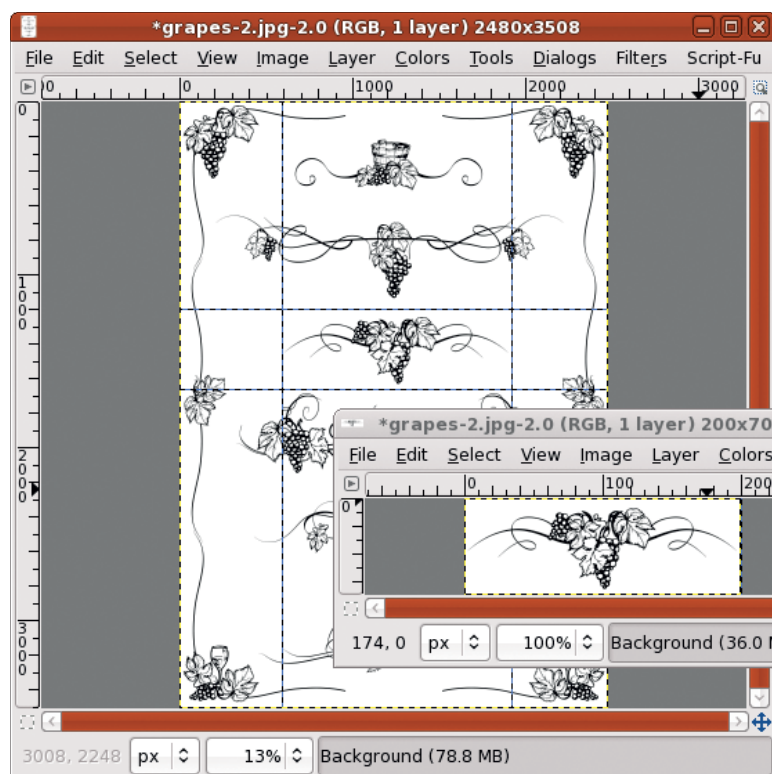 *grapes-2.jpg-2.0 (RGB, 1 layer) 2480x3508
File Edit Select View Image Layer Colors Tools Dialogs Filters Script-Fu
0 1000 2000 3000
0
1000
2000
3000
*grapes-2.jpg-2.0 (RGB, 1 layer) 200x70
File Edit Select View Image Layer Colors
0 100 200
0
174, 0 px 100% Background (36.0
3008, 2248 px 13% Background (78.8 MB)